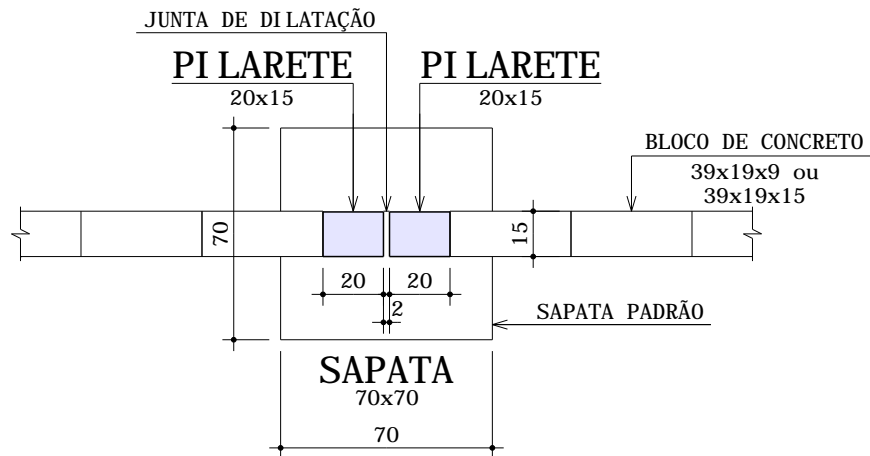 JUNTA DE DILATAÇÃO
PILARETE
20x15
PILARETE
20x15
BLOCO DE CONCRETO
39x19x9 ou
39x19x15
70
15
20
20
2
SAPATA PADRÃO
SAPATA
70x70
70